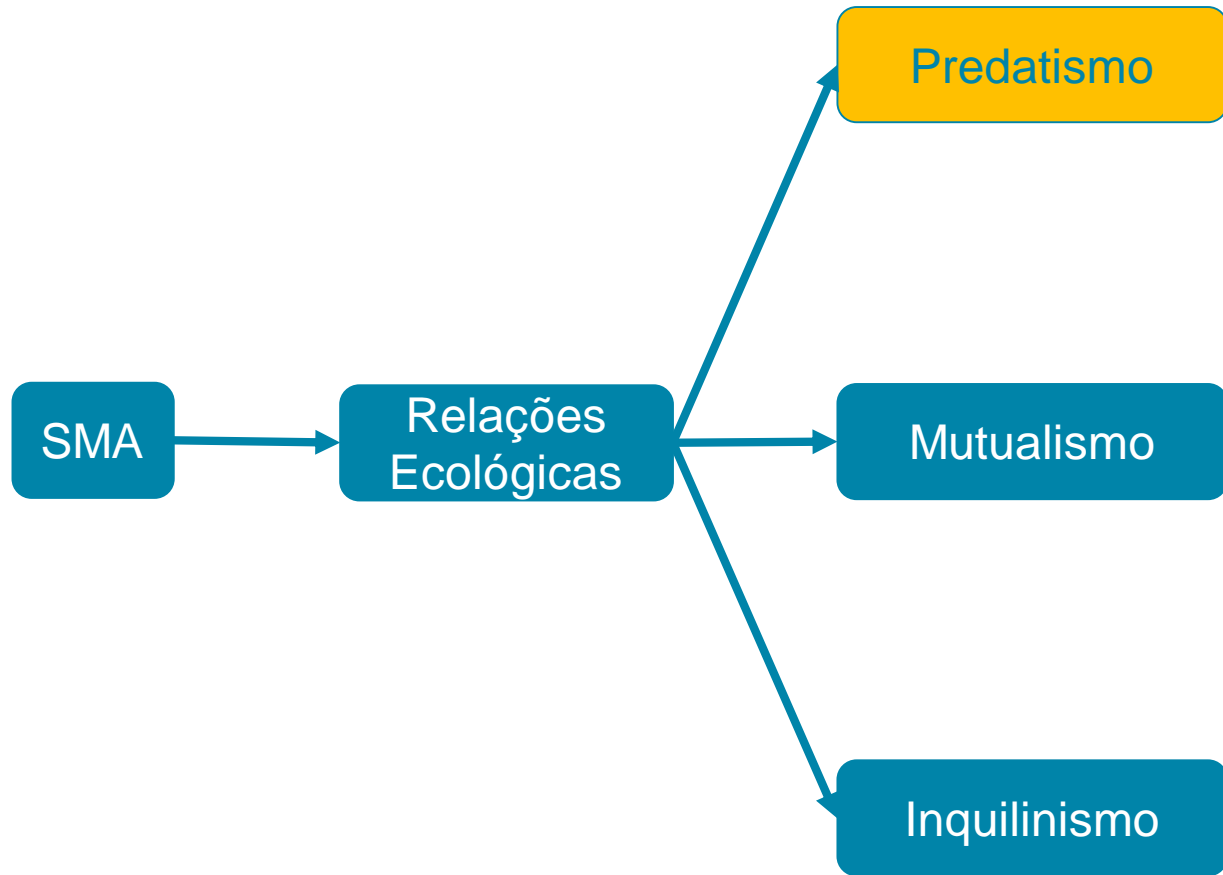 Predatismo
SMA
Relações
Ecológicas
Mutualismo
Inquilinismo